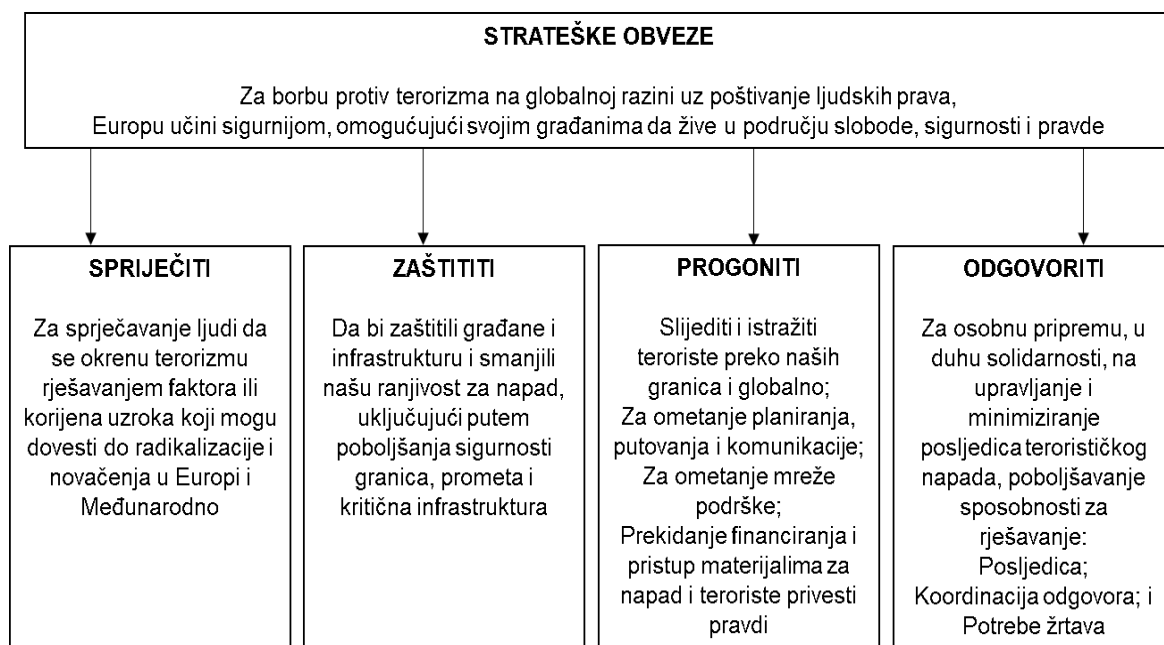 STRATEŠKE OBVEZE
Za borbu protiv terorizma na globalnoj razini uz poštivanje ljudskih prava,
Europu učini sigurnijom, omogućujući svojim građanima da žive u području slobode, sigurnosti i pravde
SPRIJEČITI
Za sprječavanje ljudi da
se okrenu terorizmu
rješavanjem faktora ili
korijena uzroka koji mogu
dovesti do radikalizacije i
novačenja u Europi i
Međunarodno
ZAŠTITITI
Da bi zaštitili građane i
infrastrukturu i smanjili
našu ranjivost za napad,
uključujući putem
poboljšanja sigurnosti
granica, prometa i
kritična infrastruktura
PROGONITI
Slijediti i istražiti
teroriste preko naših
granica i globalno;
Za ometanje planiranja,
putovanja i komunikacije;
Za ometanje mreže
podrške;
Prekidanje financiranja i
pristup materijalima za
napad i teroriste privesti
pravdi
ODGOVORITI
Za osobnu pripremu, u
duhu solidarnosti, na
upravljanje i
minimiziranje
posljedica terorističkog
napada, poboljšavanje
sposobnosti za
rješavanje:
Posljedica;
Koordinacija odgovora; i
Potrebe žrtava